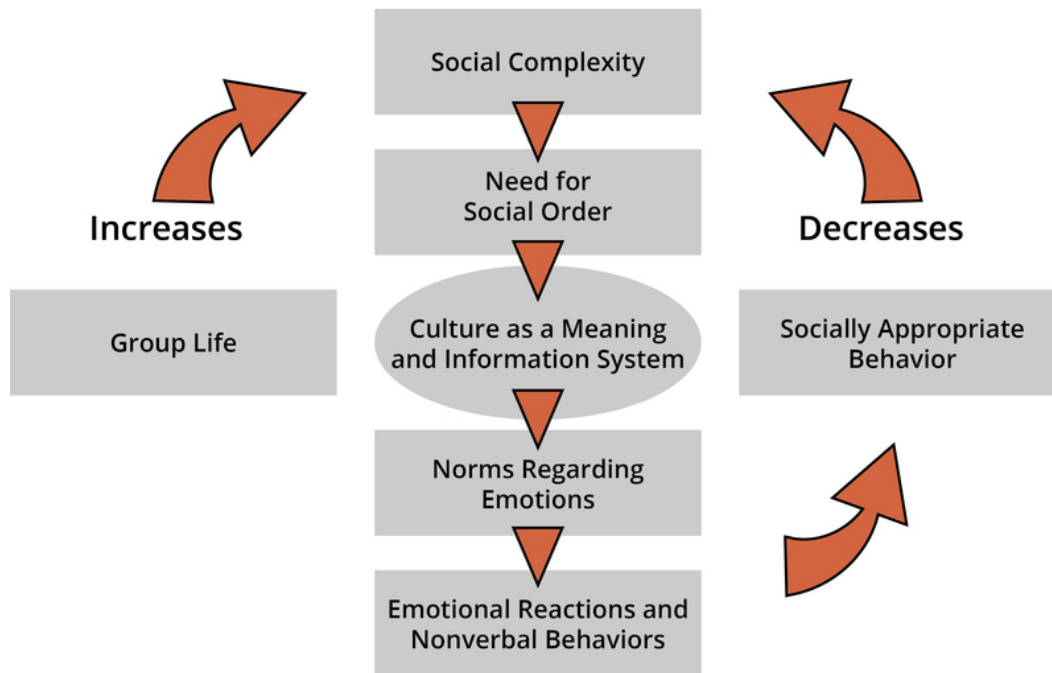 Social Complexity
Need for
Social Order
Increases
Decreases
Group Life
Culture as a Meaning
and Information System
Socially Appropriate
Behavior
Norms Regarding
Emotions
Emotional Reactions and
Nonverbal Behaviors